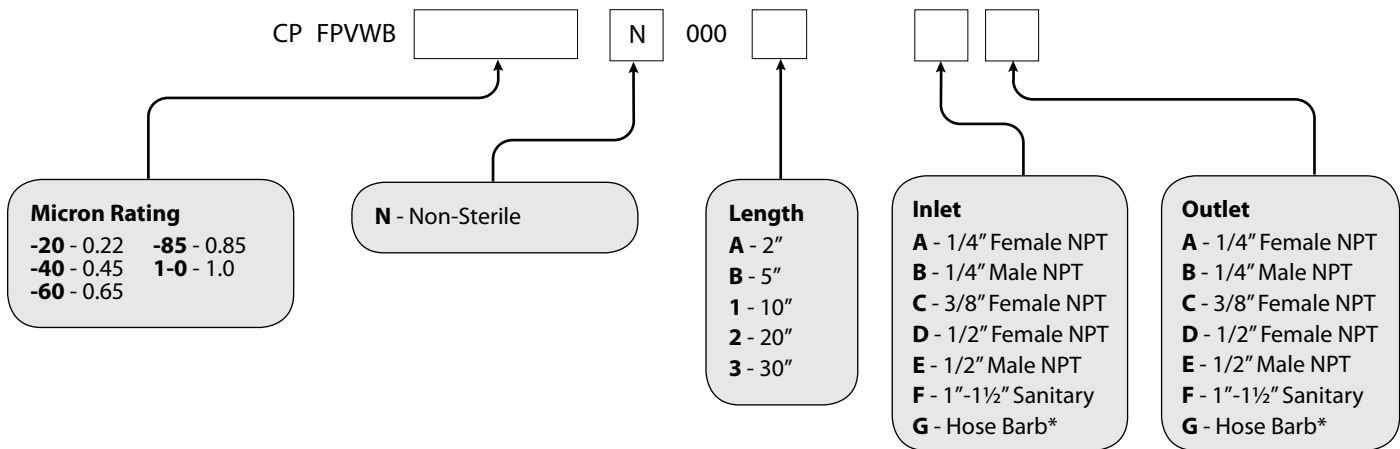 CP FPVWB N 000
Micron Rating
-20 - 0.22 -85 - 0.85
-40 - 0.45 1-0 - 1.0
-60 - 0.65
N - Non-Sterile
Length
A - 2"
B - 5"
1 - 10"
2 - 20"
3 - 30"
Inlet
A - 1/4" Female NPT
B - 1/4" Male NPT
C - 3/8" Female NPT
D - 1/2" Female NPT
E - 1/2" Male NPT
F - 1"-1½" Sanitary
G - Hose Barb*
Outlet
A - 1/4" Female NPT
B - 1/4" Male NPT
C - 3/8" Female NPT
D - 1/2" Female NPT
E - 1/2" Male NPT
F - 1"-1½" Sanitary
G - Hose Barb*